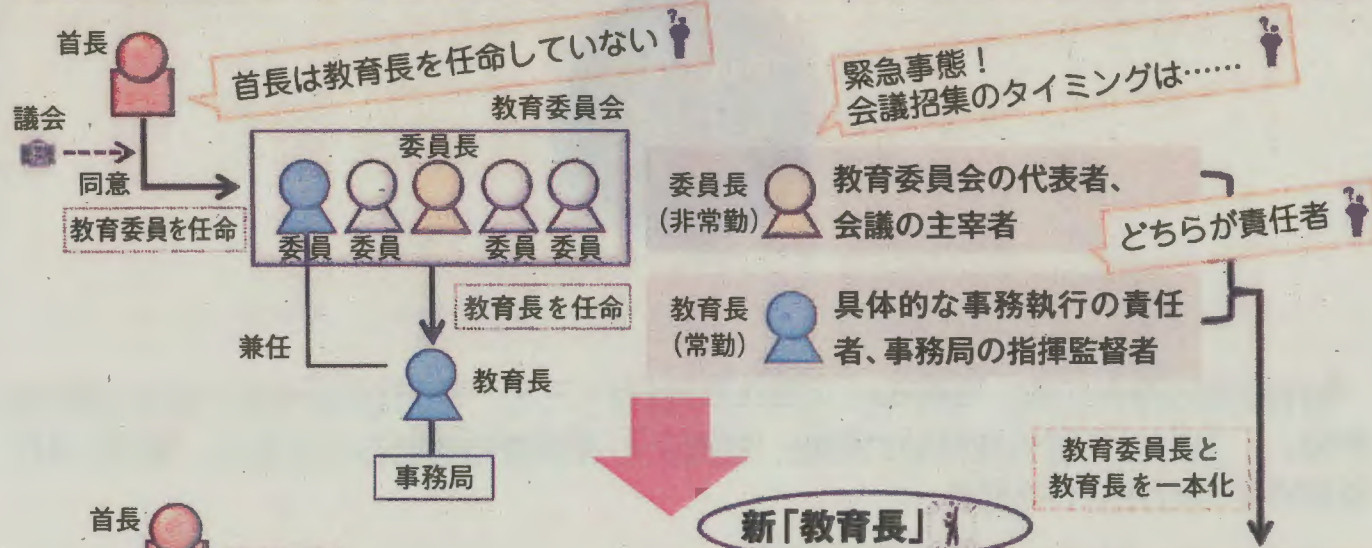 首長
首長は教育長を任命していない
議会
同意
教育委員を任命
教育委員会
委員長
委員 委員 委員 委員
教育長を任命
兼任
教育長
事務局
緊急事態!
会議招集のタイミングは……
委員長
(非常勤)
教育委員会の代表者、
会議の主宰者
どちらが責任者
教育長
(常勤)
具体的な事務執行の責任
者、事務局の指揮監督者
教育委員長と
教育長を一本化
新「教育長」
首長